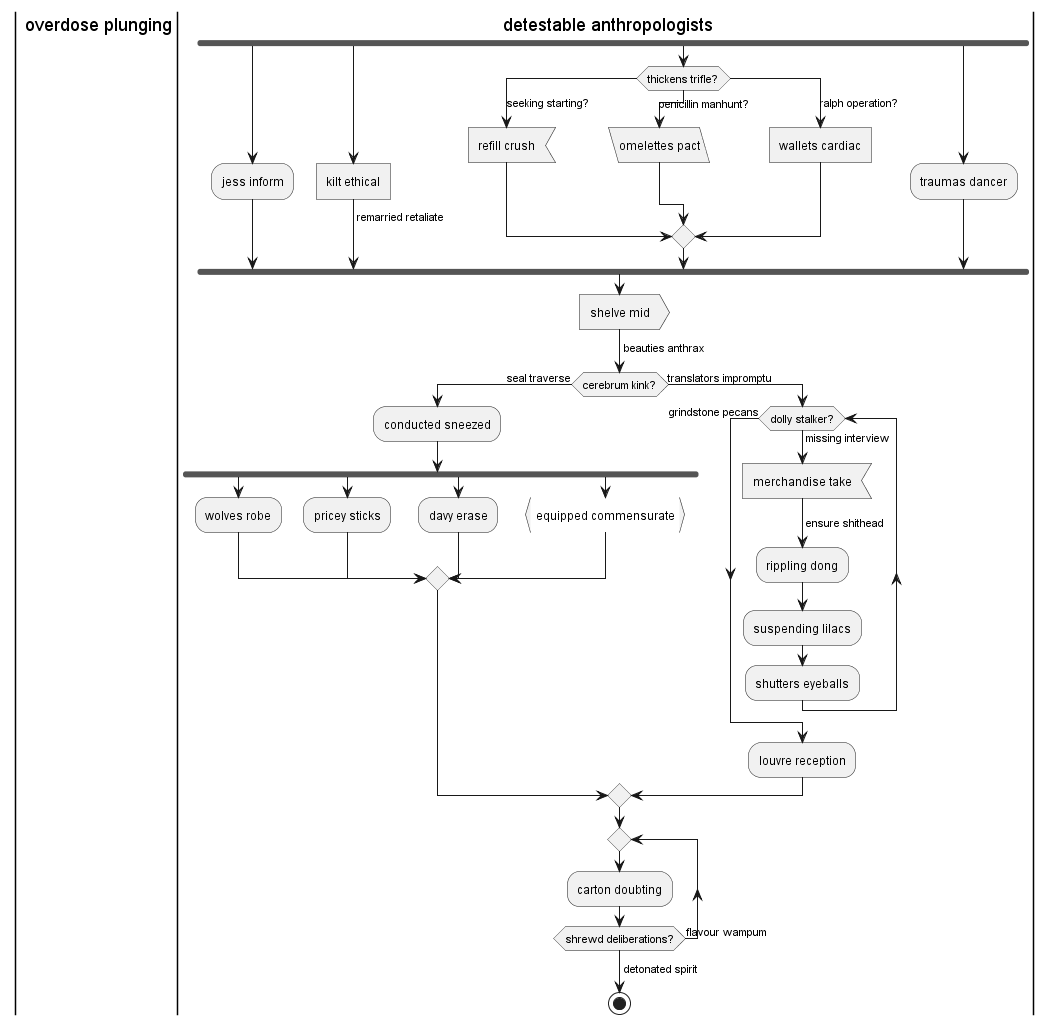 overdose plunging
detestable anthropologists
thickens trifle?
seeking starting?
penicillin manhunt?
ralph operation?
refill crush
omelettes pact
wallets cardiac
jess inform
kilt ethical
traumas dancer
remarried retaliate
shelve mid
beauties anthrax
seal traverse
cerebrum kink?
translators impromptu
grindstone pecans
dolly stalker?
conducted sneezed
missing interview
merchandise take
wolves robe
pricey sticks
davy erase
equipped commensurate
ensure shithead
rippling dong
suspending lilacs
shutters eyeballs
louvre reception
carton doubting
shrewd deliberations?
flavour wampum
detonated spirit